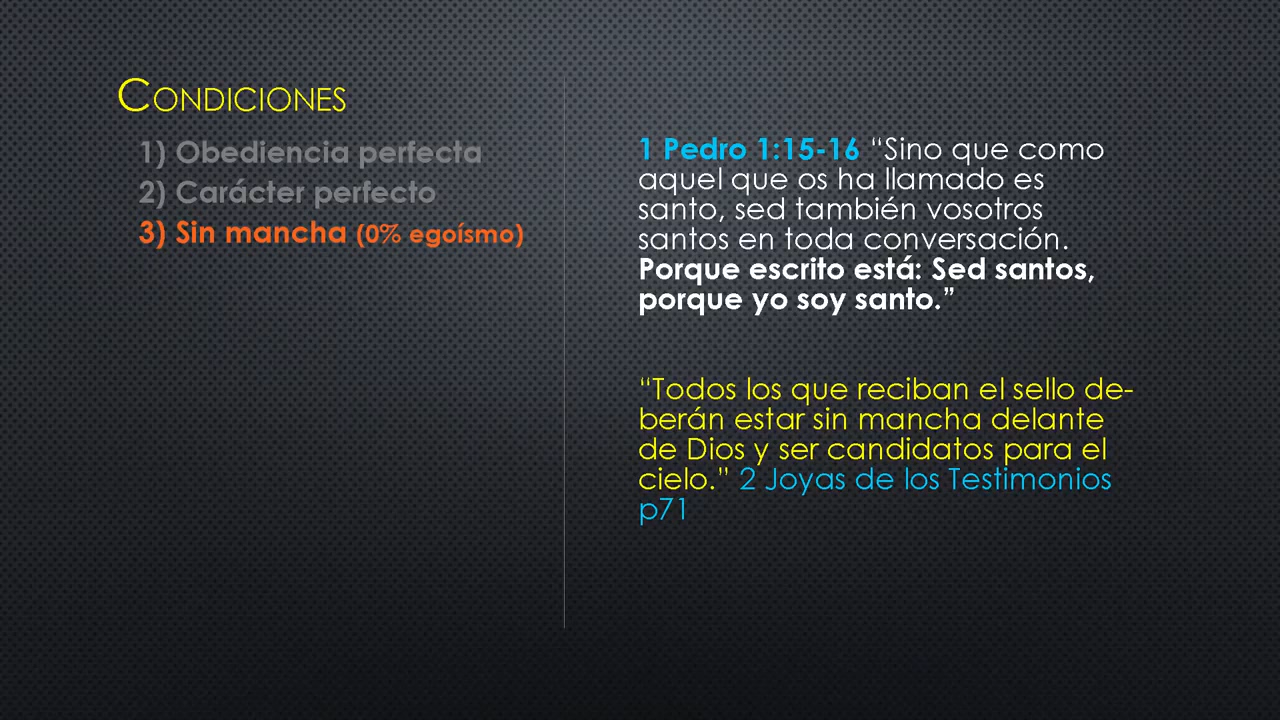 CONDICIONES
1) Obediencia perfecta
2) Carácter perfecto
3) Sin mancha (0% egoísmo)
1 Pedro 1:15-16 “Sino que como
aquel que os ha llamado es
santo, sed también vosotros
santos en toda conversación.
Porque escrito está: Sed santos,
porque yo soy santo.”
“Todos los que reciban el sello de-
berán estar sin mancha delante
de Dios y ser candidatos para el
cielo.” 2 Joyas de los Testimonios
p71